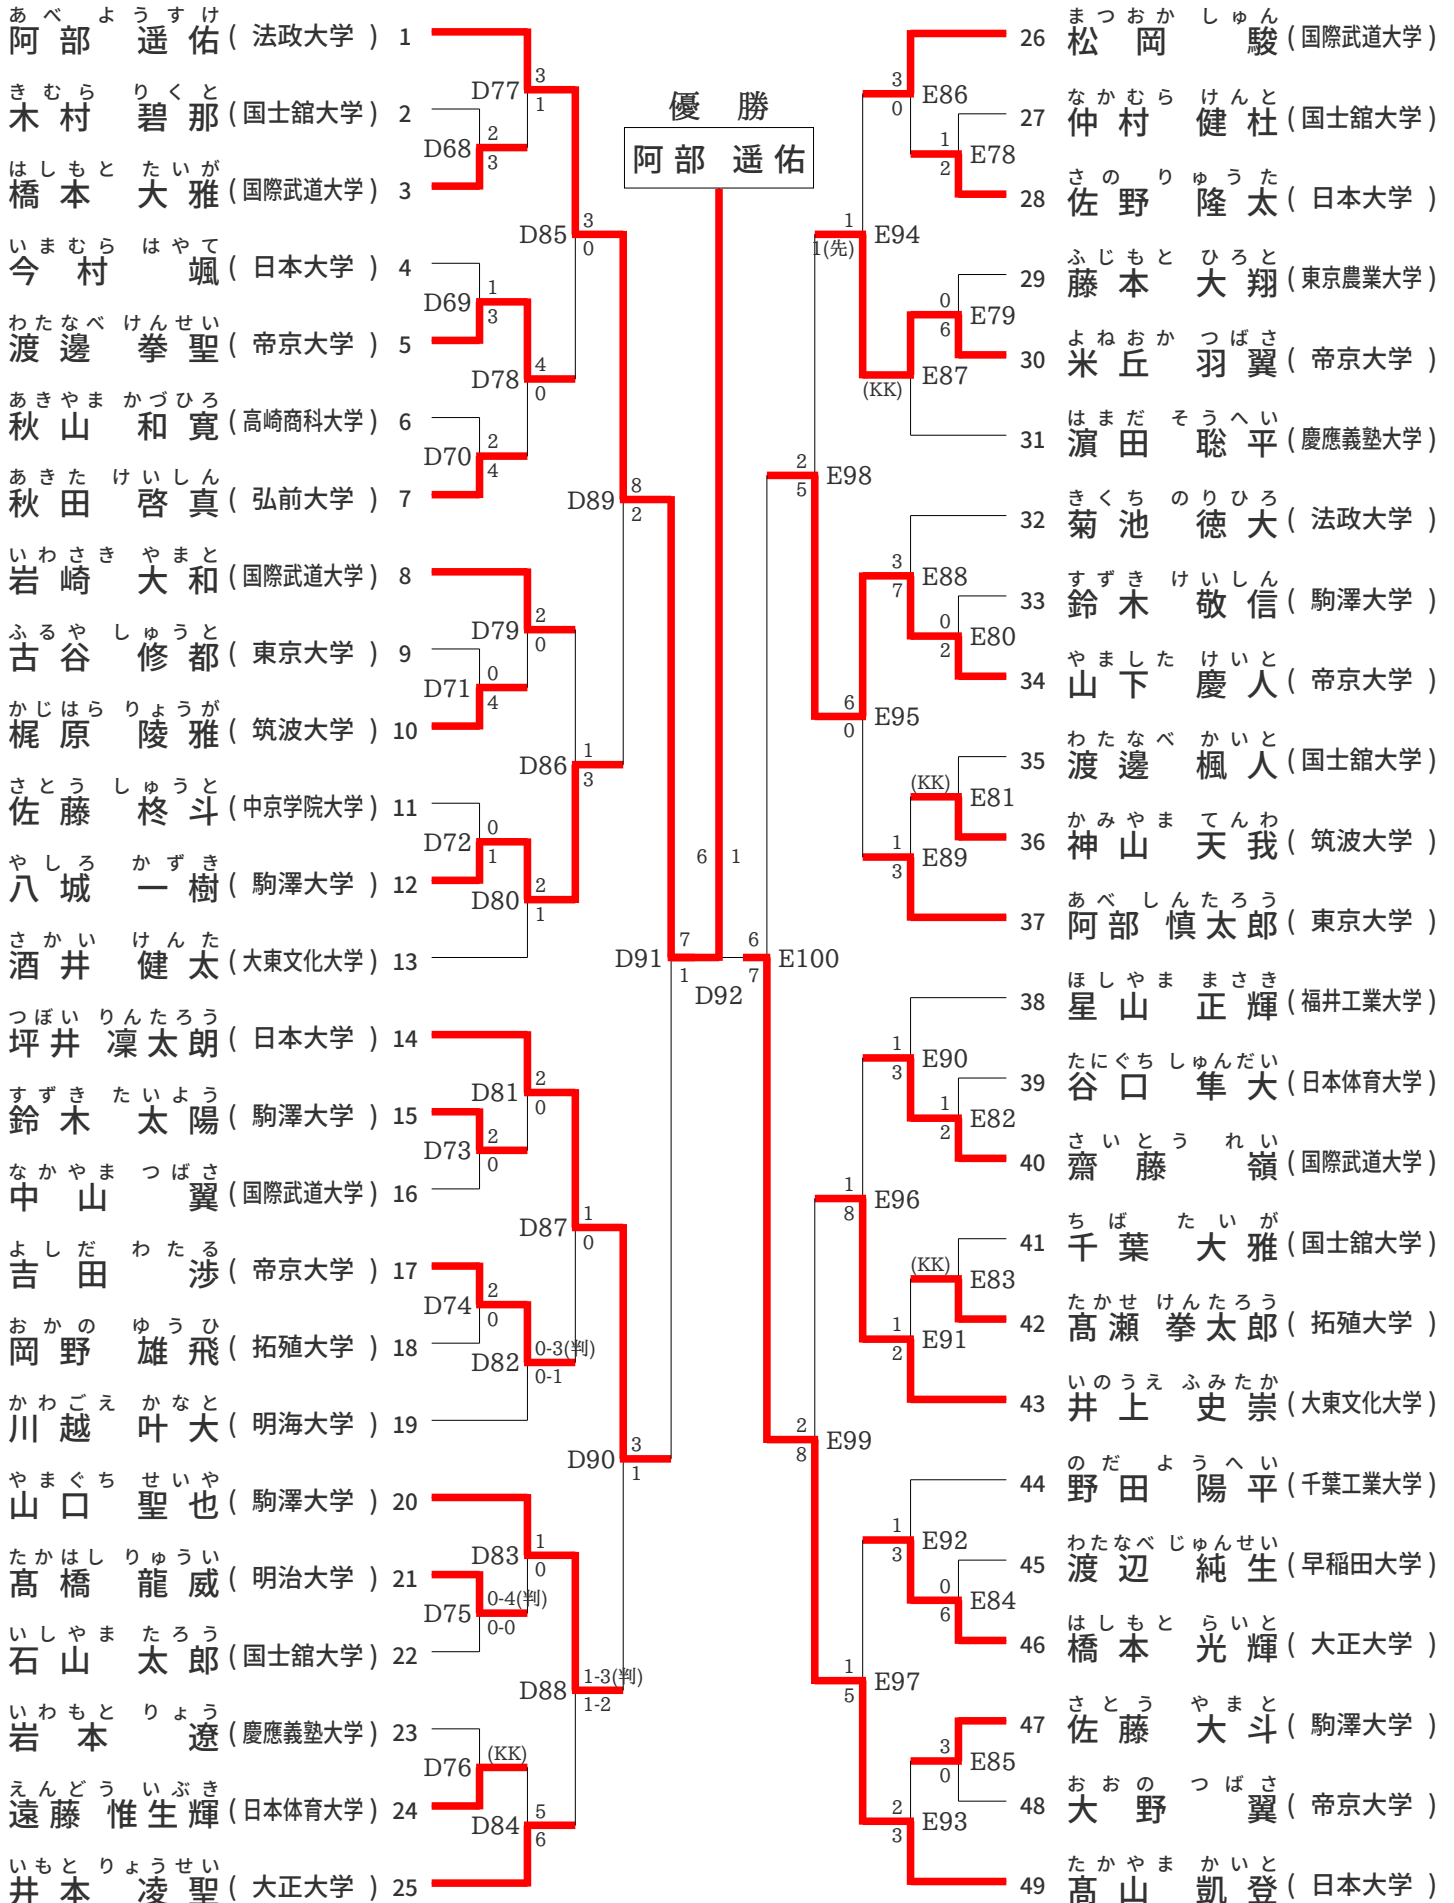 あべ ようすけ
阿部 遥佑 ( 法政大学 ) 1
きむら りくと
木村 碧那 ( 国士舘大学 ) 2
はしもと たいが
橋本 大雅 ( 国際武道大学 ) 3
いまむら はやて
今村 颯 ( 日本大学 ) 4
わたなべ けんせい
渡邊 拳聖 ( 帝京大学 ) 5
あきやま かづひろ
秋山 和寛 ( 高崎商科大学 ) 6
あきた けいしん
秋田 啓真 ( 弘前大学 ) 7
いわさき やまと
岩崎 大和 ( 国際武道大学 ) 8
ふるや しゅうと
古谷 修都 ( 東京大学 ) 9
かじはら りょうが
梶原 陵雅 ( 筑波大学 ) 10
さとう しゅうと
佐藤 柊斗 ( 中京学院大学 ) 11
やしろ かずき
八城 一樹 ( 駒澤大学 ) 12
さかい けんた
酒井 健太 ( 大東文化大学 ) 13
つぼい りんたろう
坪井 凜太朗 ( 日本大学 ) 14
すずき たいよう
鈴木 太陽 ( 駒澤大学 ) 15
なかやま つばさ
中山 翼 ( 国際武道大学 ) 16
よしだ わたる
吉田 渉 ( 帝京大学 ) 17
おかの ゆうひ
岡野 雄飛 ( 拓殖大学 ) 18
かわごえ かなと
川越 叶大 ( 明海大学 ) 19
やまぐち せいや
山口 聖也 ( 駒澤大学 ) 20
たかはし りゅうい
髙橋 龍威 ( 明治大学 ) 21
いしやま たろう
石山 太郎 ( 国士舘大学 ) 22
いわもと りょう
岩本 遼 ( 慶應義塾大学 ) 23
えんどう いぶき
遠藤 惟生輝 ( 日本体育大学 ) 24
いもと りょうせい
井本 凌聖 ( 大正大学 ) 25
D68 2 3
D69 1 3
D70 2 4
D71 0 4
D72 0 1
D73 2 0
D74 2 0
D75 0-4(判) 0-0
D76 (KK)
D77 3 1
D78 4 0
D79 2 0
D80 2 1
D81 2 0
D82 0-3(判) 0-1
D83 1 0
D84 5 6
D85 3 0
D86 1 3
D87 1 0
D88 1-3(判) 1-2
D89 8 2
D90 3 1
D91 7 1
優勝
阿部 遥佑
6 1
D92
E100 6 7
E98 2 5
E99 2 8
E94 1 1(先)
E95 6 0
E96 1 8
E97 1 5
E86 3 0
E87 (KK)
E88 3 7
E89 1 3
E90 1 3
E91 1 2
E92 1 3
E93 2 3
E78 1 2
E79 0 6
E80 0 2
E81 (KK)
E82 1 2
E83 (KK)
E84 0 6
E85 3 0
まつおか しゅん
26 松岡 駿 ( 国際武道大学 )
なかむら けんと
27 仲村 健杜 ( 国士舘大学 )
さの りゅうた
28 佐野 隆太 ( 日本大学 )
ふじもと ひろと
29 藤本 大翔 ( 東京農業大学 )
よねおか つばさ
30 米丘 羽翼 ( 帝京大学 )
はまだ そうへい
31 濵田 聡平 ( 慶應義塾大学 )
きくち のりひろ
32 菊池 徳大 ( 法政大学 )
すずき けいしん
33 鈴木 敬信 ( 駒澤大学 )
やました けいと
34 山下 慶人 ( 帝京大学 )
わたなべ かいと
35 渡邊 楓人 ( 国士舘大学 )
かみやま てんわ
36 神山 天我 ( 筑波大学 )
あべ しんたろう
37 阿部 慎太郎 ( 東京大学 )
ほしやま まさき
38 星山 正輝 ( 福井工業大学 )
たにぐち しゅんだい
39 谷口 隼大 ( 日本体育大学 )
さいとう れい
40 齋藤 嶺 ( 国際武道大学 )
ちば たいが
41 千葉 大雅 ( 国士舘大学 )
たかせ けんたろう
42 髙瀬 拳太郎 ( 拓殖大学 )
いのうえ ふみたか
43 井上 史崇 ( 大東文化大学 )
のだ ようへい
44 野田 陽平 ( 千葉工業大学 )
わたなべ じゅんせい
45 渡辺 純生 ( 早稲田大学 )
はしもと らいと
46 橋本 光輝 ( 大正大学 )
さとう やまと
47 佐藤 大斗 ( 駒澤大学 )
おおの つばさ
48 大野 翼 ( 帝京大学 )
たかやま かいと
49 髙山 凱登 ( 日本大学 )